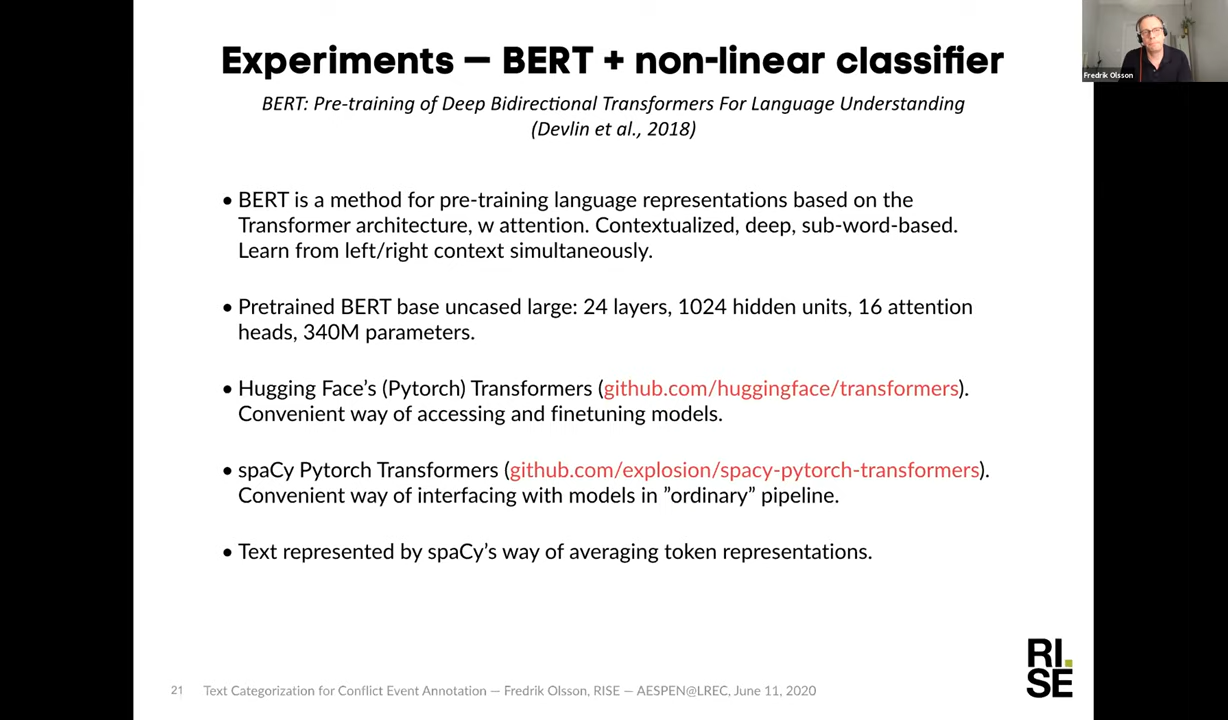 Experiments — BERT + non-linear classifier
BERT: Pre-training of Deep Bidirectional Transformers For Language Understanding
(Devlin et al., 2018)
• BERT is a method for pre-training language representations based on the
Transformer architecture, w attention. Contextualized, deep, sub-word-based.
Learn from left/right context simultaneously.
• Pretrained BERT base uncased large: 24 layers, 1024 hidden units, 16 attention
heads, 340M parameters.
• Hugging Face’s (Pytorch) Transformers (github.com/huggingface/transformers).
Convenient way of accessing and finetuning models.
• spaCy Pytorch Transformers (github.com/explosion/spacy-pytorch-transformers).
Convenient way of interfacing with models in ”ordinary” pipeline.
• Text represented by spaCy’s way of averaging token representations.
21 Text Categorization for Conflict Event Annotation — Fredrik Olsson, RISE — AESPEN@LREC, June 11, 2020
RI.
SE
Fredrik Olsson